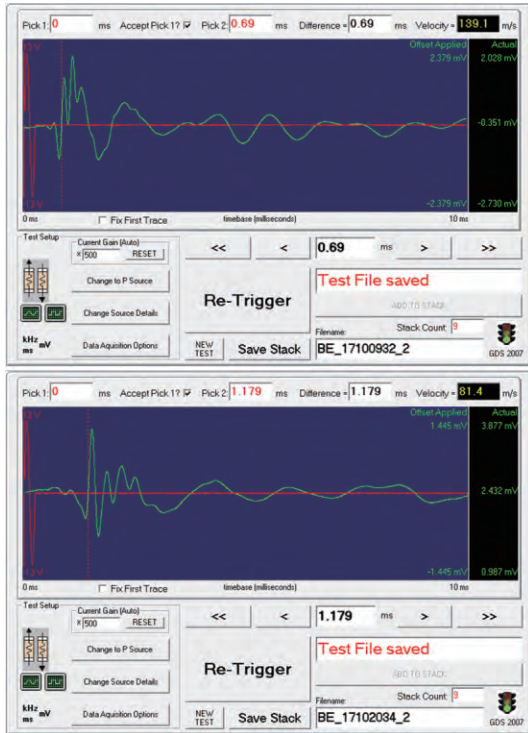 Pick 1: 0 ms Accept Pick 1? Pick 2: 0.69 ms Difference = 0.69 ms Velocity = 139.1 m/s
Offset Applied Actual
2.379 mV 2.028 mV
-0.351 mV
-2.379 mV -2.730 mV
0 ms Fix First Trace timebase (milliseconds) 10 ms
Test Setup
Current Gain (Auto)
x 500 RESET
<< < 0.69 ms > >>
Change to P Source
Re-Trigger
Test File saved
ADD TO STACK
Change Source Details
Filename: Stack Count: 9
kHz ms mV
Data Aquisition Options
NEW TEST
Save Stack
BE_17100932_2
GDS 2007
Pick 1: 0 ms Accept Pick 1? Pick 2: 1.179 ms Difference = 1.179 ms Velocity = 81.4 m/s
Offset Applied Actual
1.445 mV 3.877 mV
2.432 mV
-1.445 mV 0.987 mV
0 ms Fix First Trace timebase (milliseconds) 10 ms
Test Setup
Current Gain (Auto)
x 500 RESET
<< < 1.179 ms > >>
Change to P Source
Re-Trigger
Test File saved
ADD TO STACK
Change Source Details
Filename: Stack Count: 9
kHz ms mV
Data Aquisition Options
NEW TEST
Save Stack
BE_17102034_2
GDS 2007